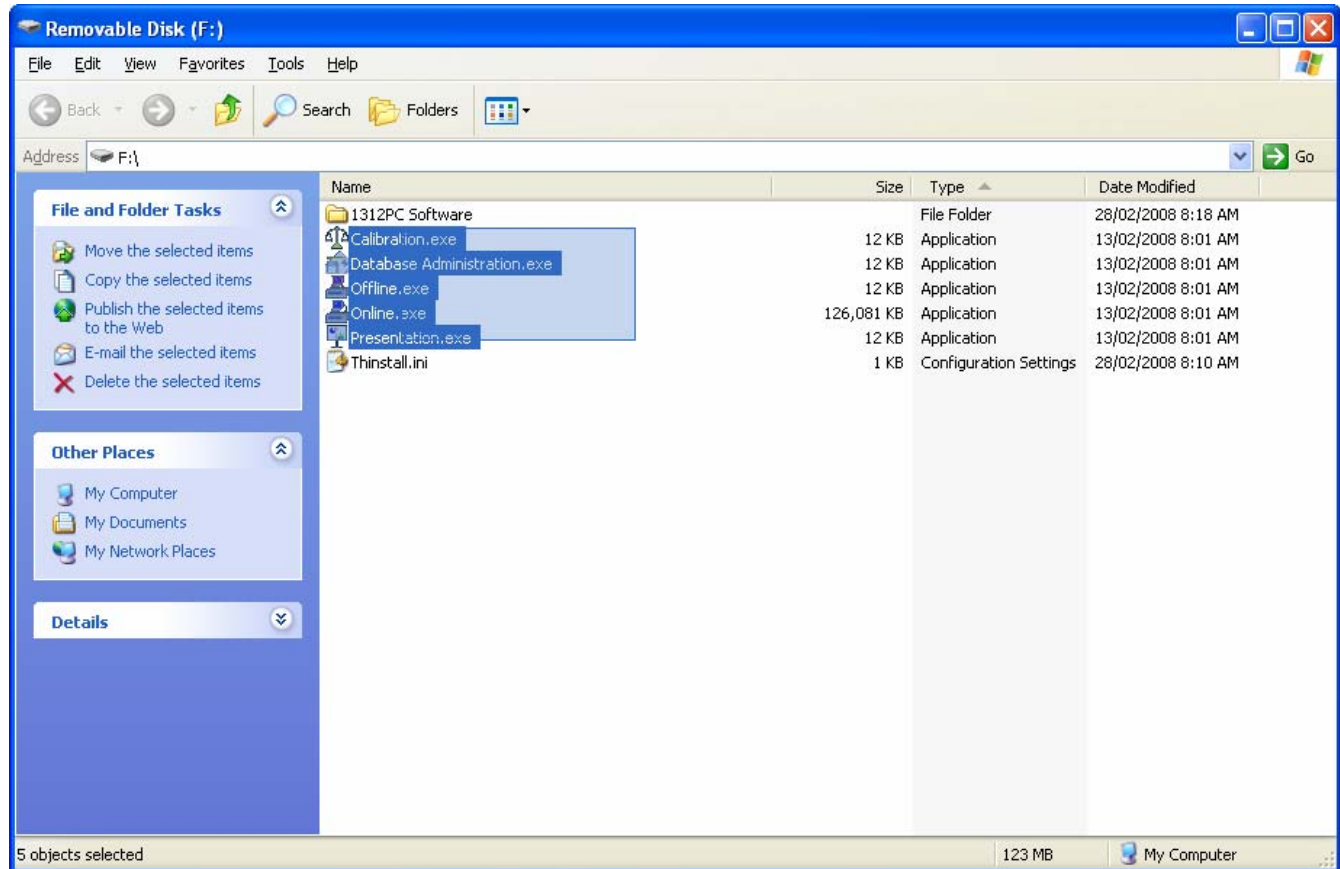 Removable Disk (F:)
File Edit View Favorites Tools Help
Back Search Folders
Address F:\ Go
Name Size Type Date Modified
File and Folder Tasks
Move the selected items
Copy the selected items
Publish the selected items
to the Web
E-mail the selected items
Delete the selected items
Other Places
My Computer
My Documents
My Network Places
Details
1312PC Software File Folder 28/02/2008 8:18 AM
Calibration.exe 12 KB Application 13/02/2008 8:01 AM
Database Administration.exe 12 KB Application 13/02/2008 8:01 AM
Offline.exe 12 KB Application 13/02/2008 8:01 AM
Online.exe 126,081 KB Application 13/02/2008 8:01 AM
Presentation.exe 12 KB Application 13/02/2008 8:01 AM
Thinstall.ini 1 KB Configuration Settings 28/02/2008 8:10 AM
5 objects selected 123 MB My Computer